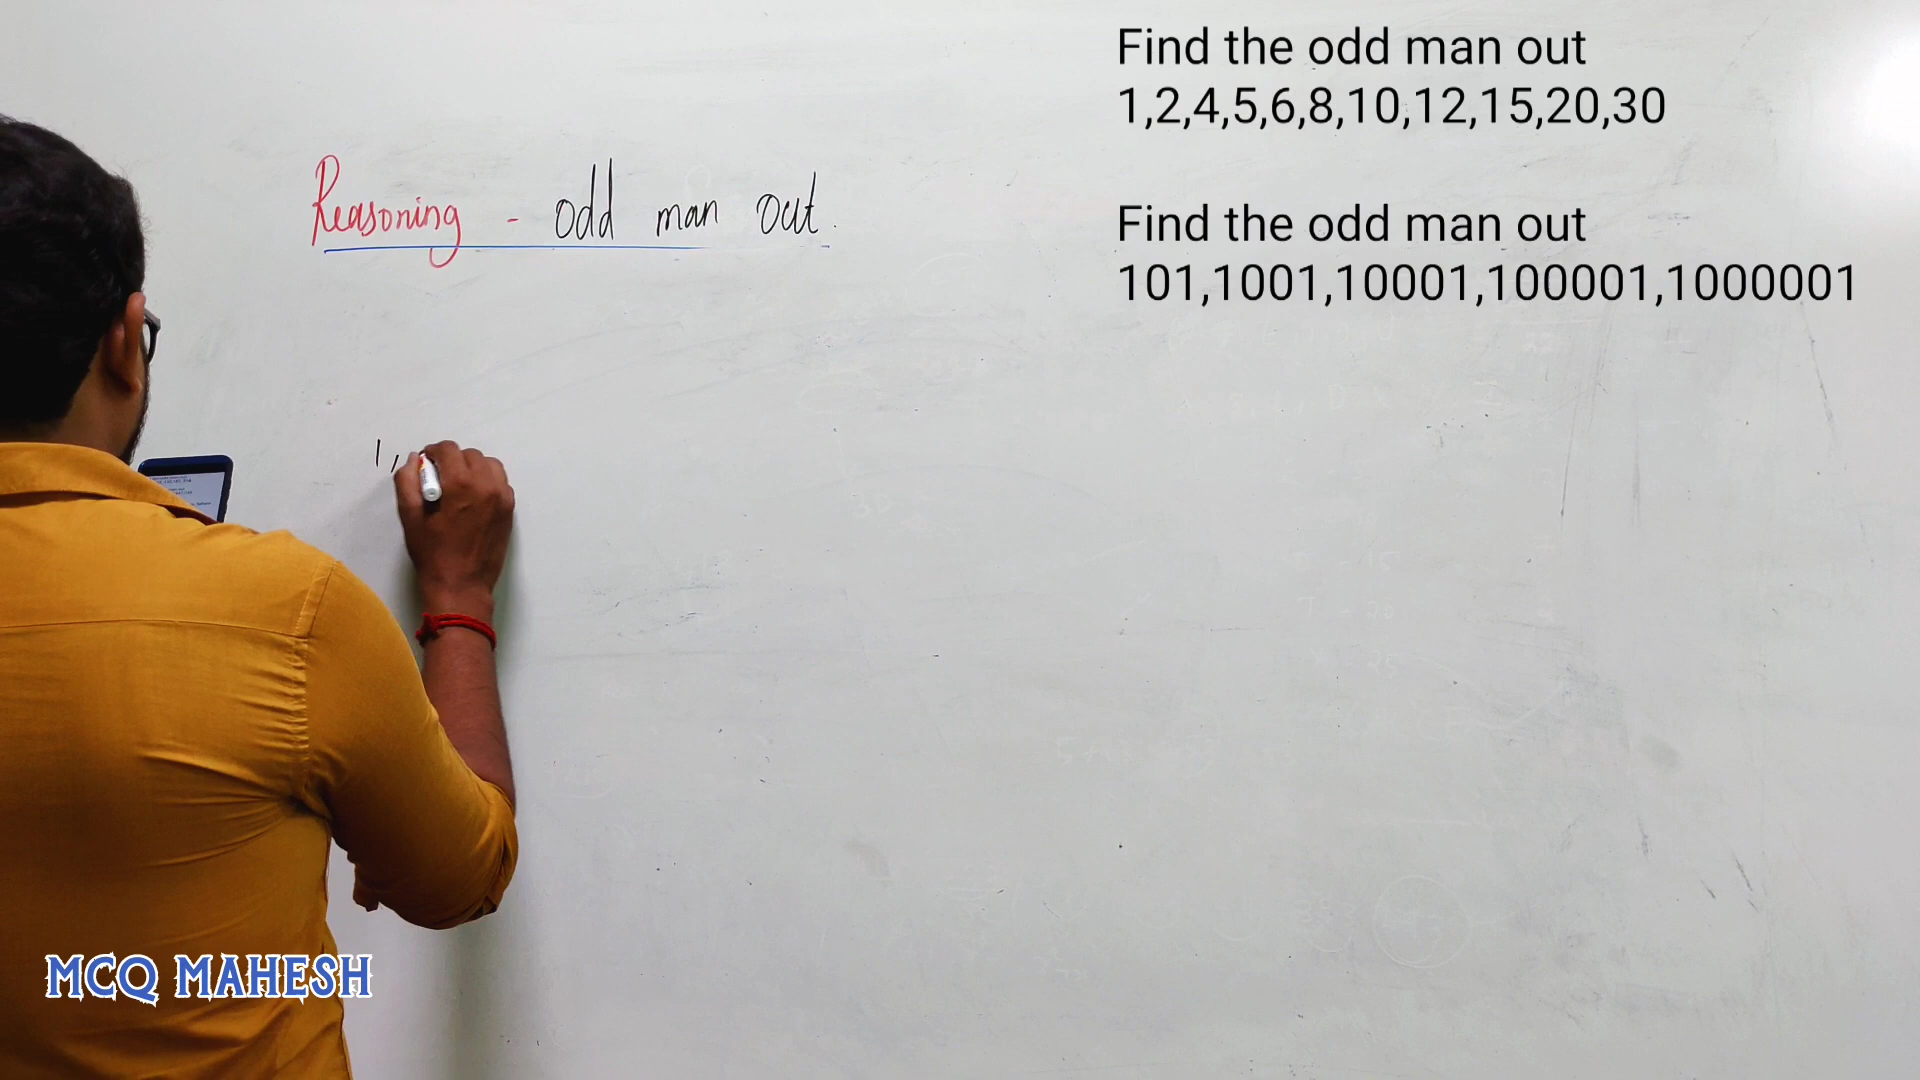 Find the odd man out
1,2,4,5,6,8,10,12,15,20,30
Find the odd man out
101,1001,10001,100001,1000001
Reasoning - odd man out.
1,
MCQ MAHESH